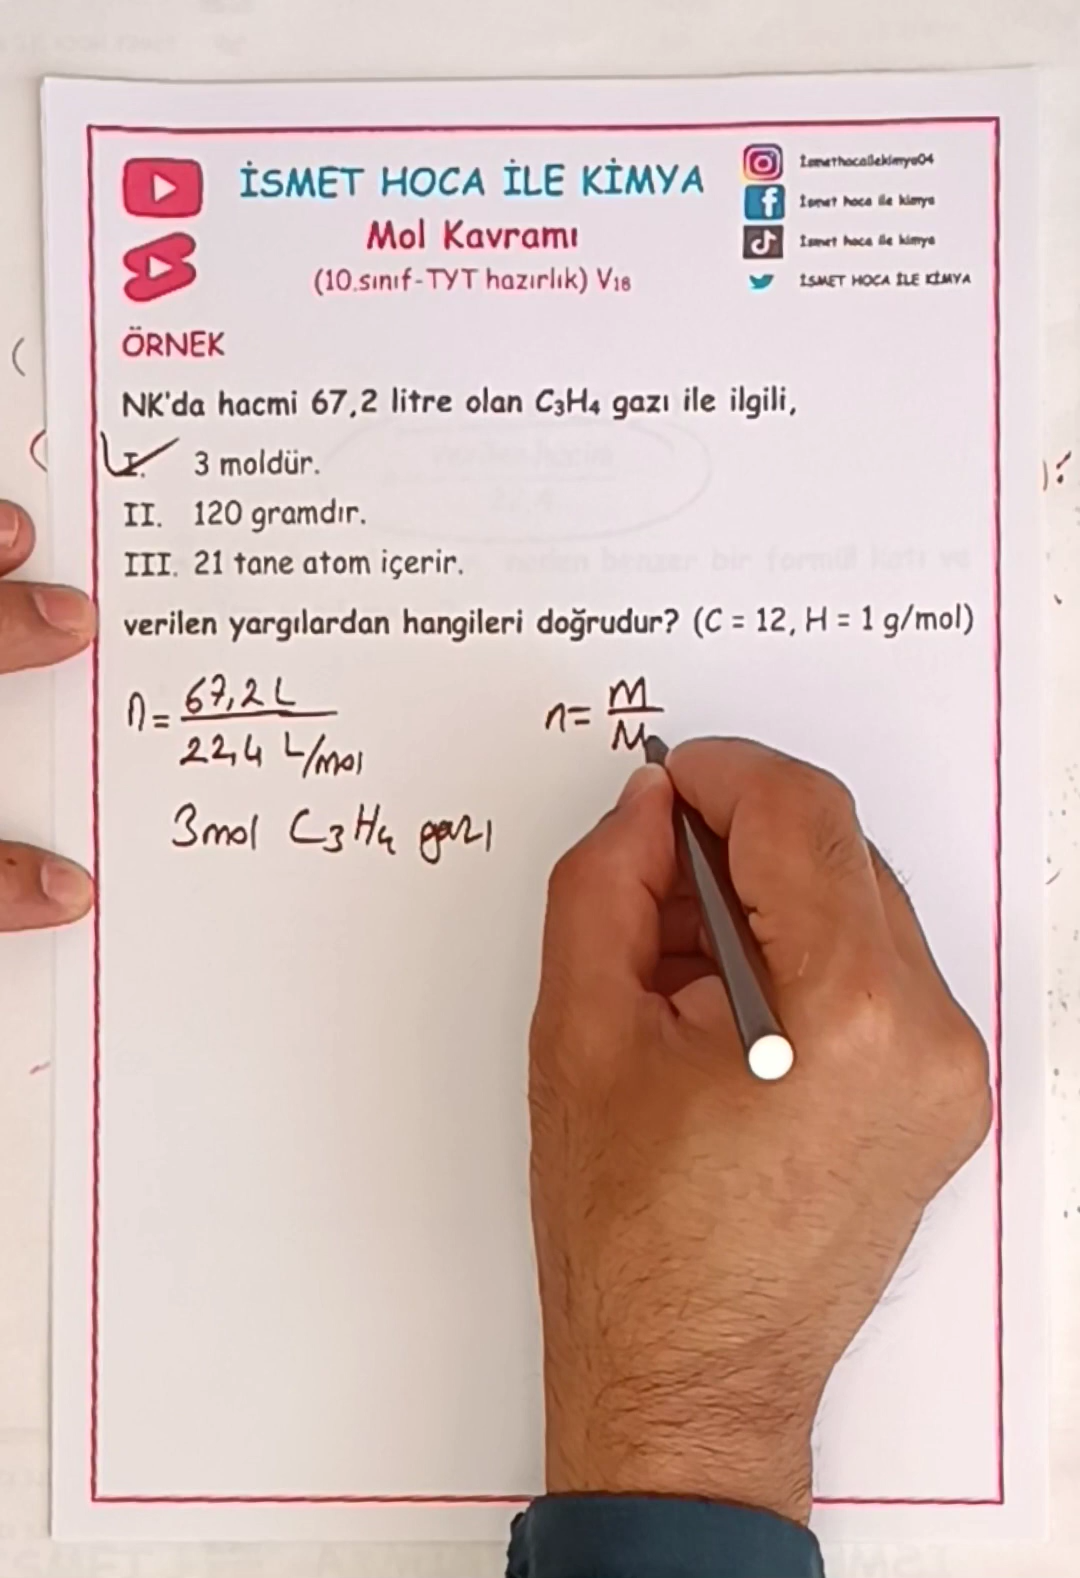 İSMET HOCA İLE KİMYA
Mol Kavramı
(10.sınıf-TYT hazırlık) V18
İsmethocailekimya04
İsmet hoca ile kimya
İsmet hoca ile kimya
İSMET HOCA İLE KİMYA
ÖRNEK
NK'da hacmi 67,2 litre olan C₃H₄ gazı ile ilgili,
I. 3 moldür.
II. 120 gramdır.
III. 21 tane atom içerir.
verilen yargılardan hangileri doğrudur? (C = 12, H = 1 g/mol)
n = 67,2 L
22,4 L/mol
3mol C₃H₄ gazı
n = m
M